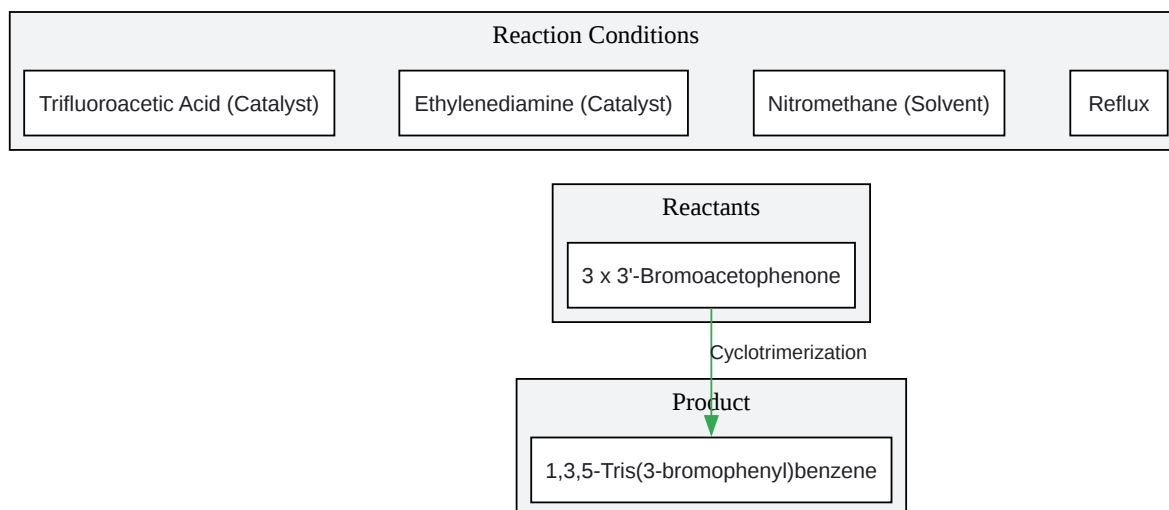 Reaction Conditions
Trifluoroacetic Acid (Catalyst)
Ethylenediamine (Catalyst)
Nitromethane (Solvent)
Reflux
Reactants
3 x 3'-Bromoacetophenone
Cyclotrimerization
Product
1,3,5-Tris(3-bromophenyl)benzene